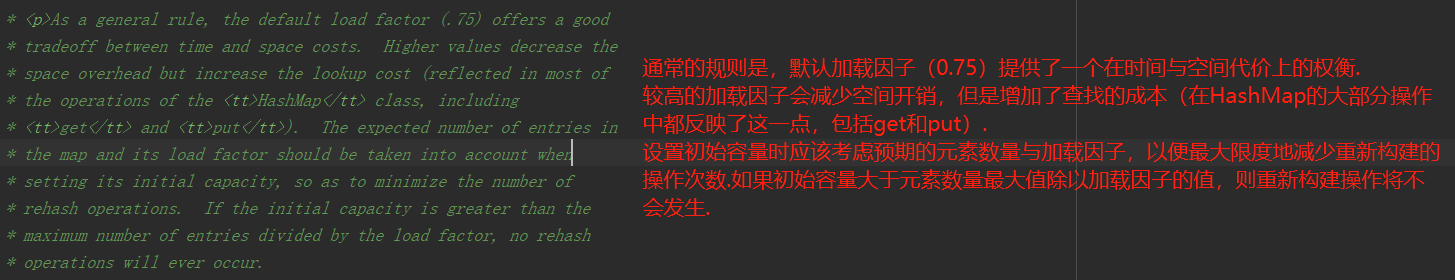 * <p>As a general rule, the default load factor (.75) offers a good
* tradeoff between time and space costs.  Higher values decrease the
* space overhead but increase the lookup cost (reflected in most of
* the operations of the <tt>HashMap</tt> class, including
* <tt>get</tt> and <tt>put</tt>).  The expected number of entries in
* the map and its load factor should be taken into account when
* setting its initial capacity, so as to minimize the number of
* rehash operations.  If the initial capacity is greater than the
* maximum number of entries divided by the load factor, no rehash
* operations will ever occur.
通常的规则是，默认加载因子（0.75）提供了一个在时间与空间代价上的权衡.
较高的加载因子会减少空间开销，但是增加了查找的成本（在HashMap的大部分操作
中都反映了这一点，包括get和put）.
设置初始容量时应该考虑预期的元素数量与加载因子，以便最大限度地减少重新构建的
操作次数.如果初始容量大于元素数量最大值除以加载因子的值，则重新构建操作将不
会发生.